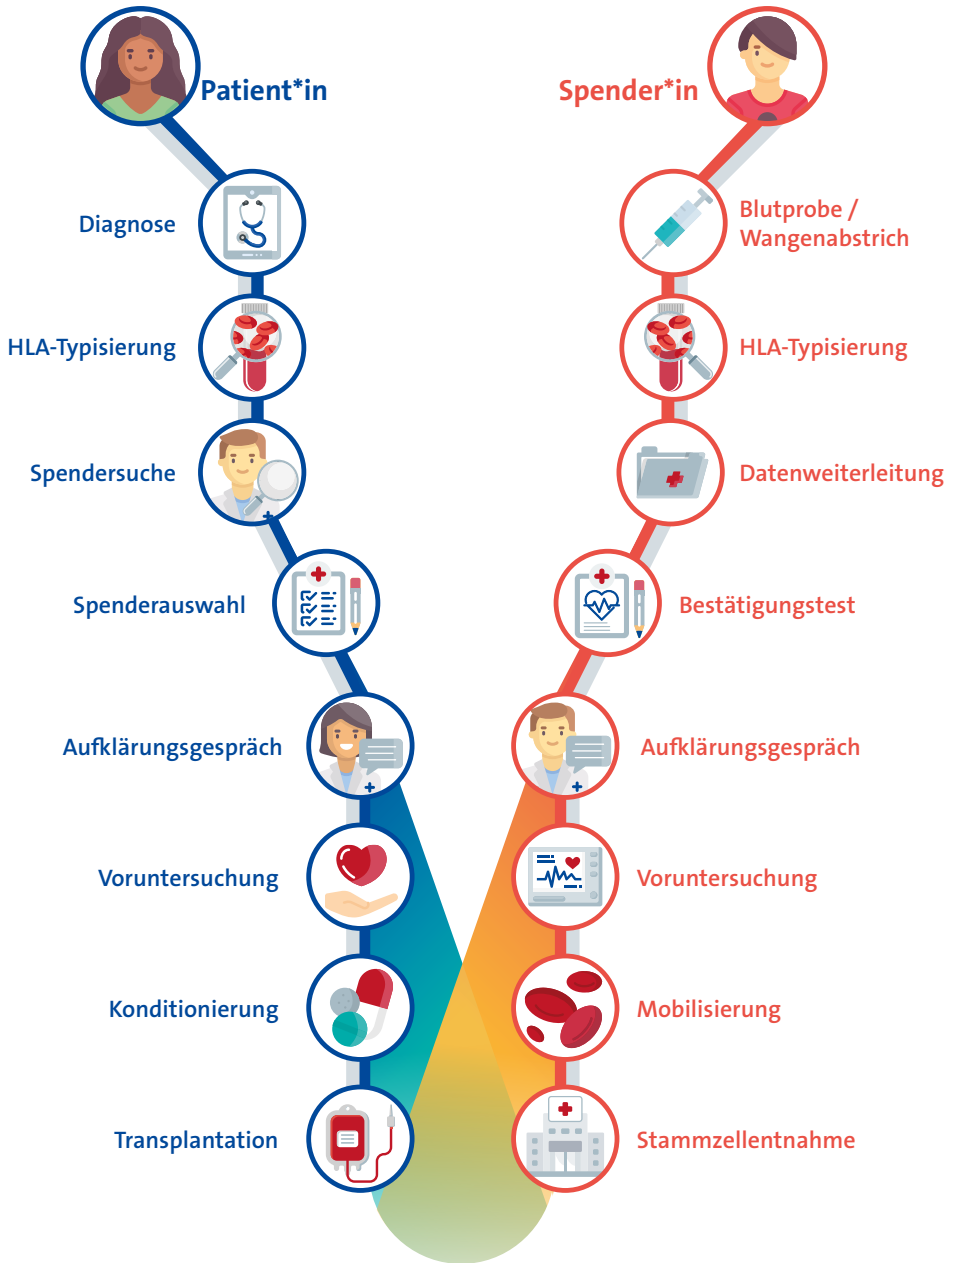 Patient*in
Diagnose
HLA-Typisierung
Spendersuche
Spenderauswahl
Aufklärungsgespräch
Voruntersuchung
Konditionierung
Transplantation
Spender*in
Blutprobe /
Wangenabstrich
HLA-Typisierung
Datenweiterleitung
Bestätigungstest
Aufklärungsgespräch
Voruntersuchung
Mobilisierung
Stammzellentnahme